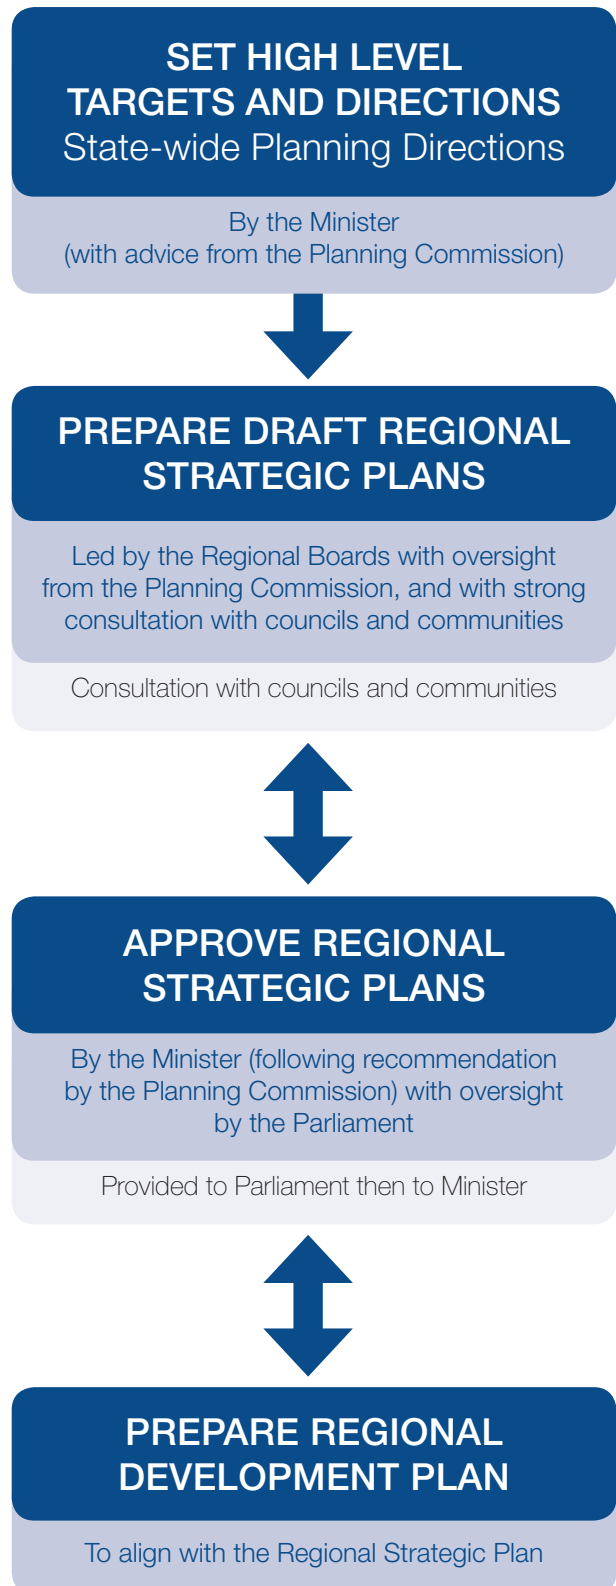 SET HIGH LEVEL
TARGETS AND DIRECTIONS
State-wide Planning Directions
By the Minister
(with advice from the Planning Commission)
PREPARE DRAFT REGIONAL
STRATEGIC PLANS
Led by the Regional Boards with oversight
from the Planning Commission, and with strong
consultation with councils and communities
Consultation with councils and communities
APPROVE REGIONAL
STRATEGIC PLANS
By the Minister (following recommendation
by the Planning Commission) with oversight
by the Parliament
Provided to Parliament then to Minister
PREPARE REGIONAL
DEVELOPMENT PLAN
To align with the Regional Strategic Plan